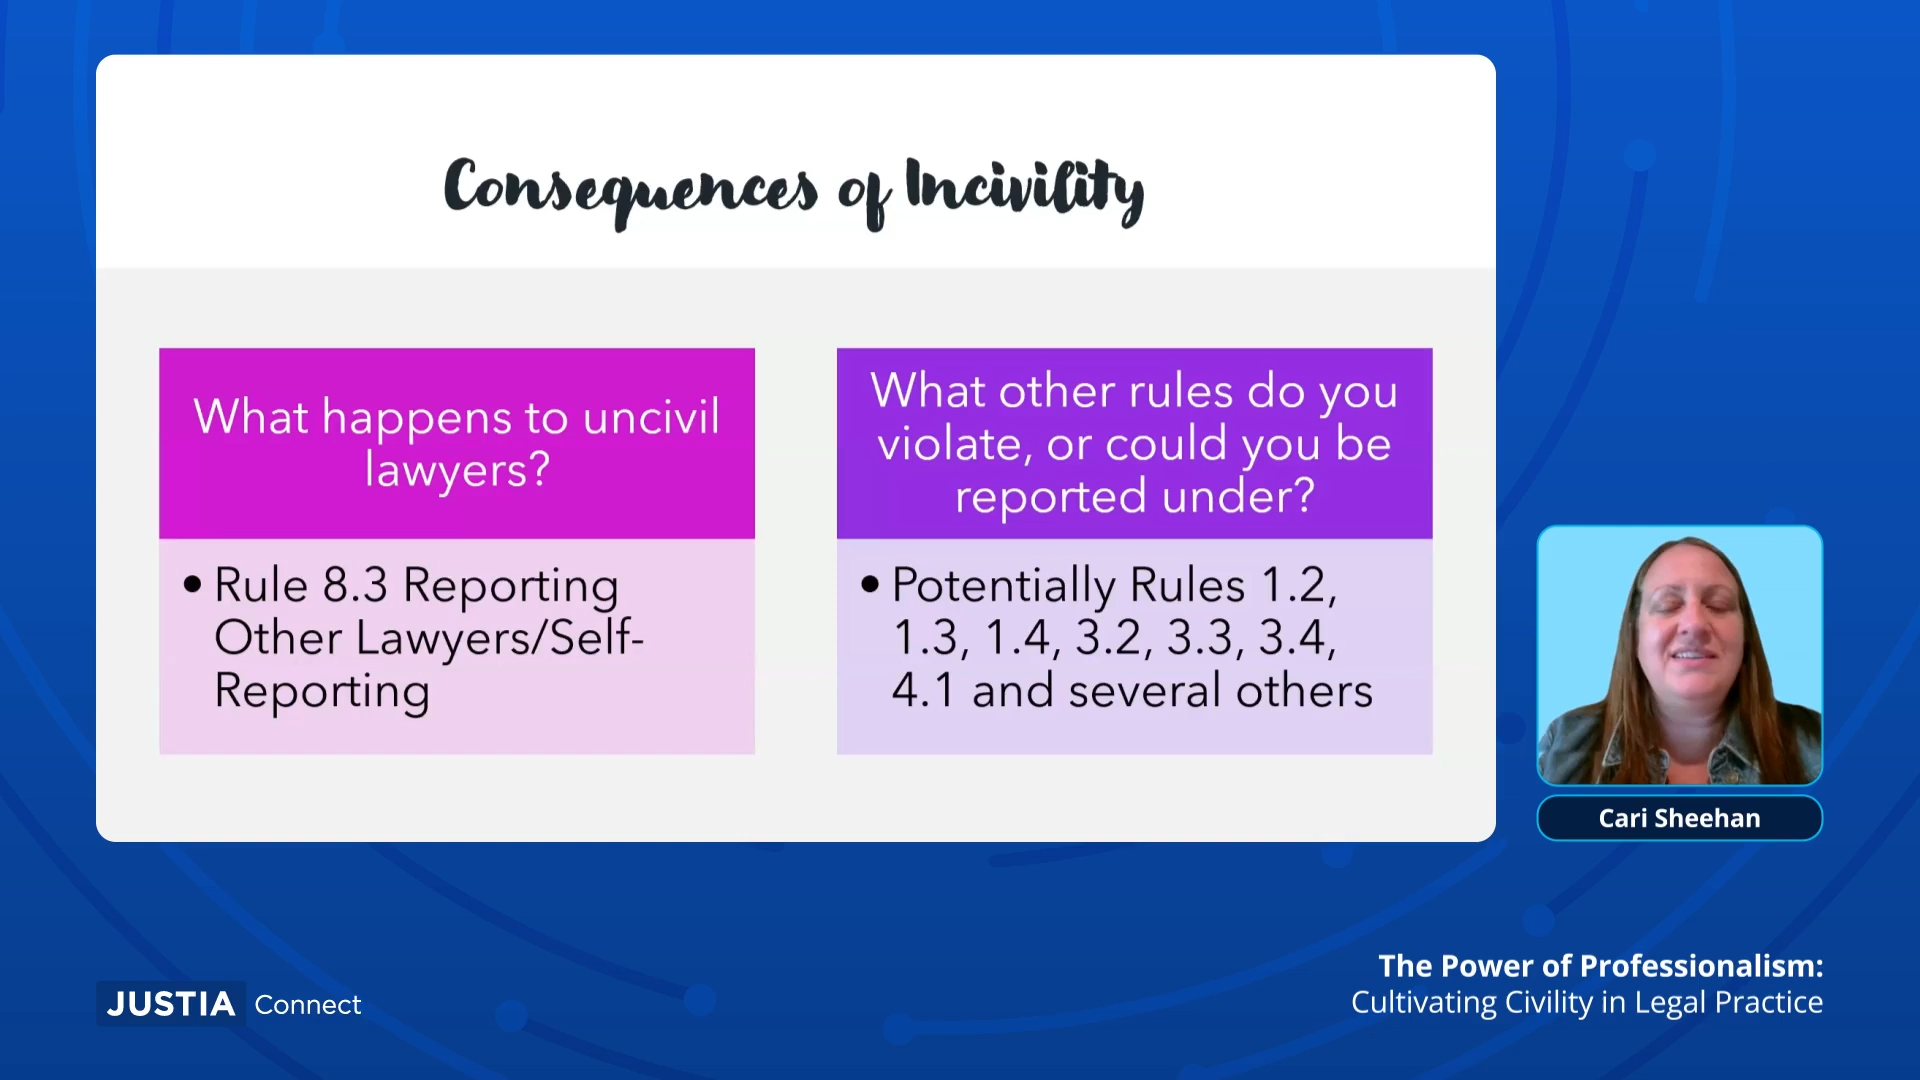 Consequences of Incivility
What happens to uncivil
lawyers?
• Rule 8.3 Reporting
Other Lawyers/Self-
Reporting
What other rules do you
violate, or could you be
reported under?
• Potentially Rules 1.2,
1.3, 1.4, 3.2, 3.3, 3.4,
4.1 and several others
Cari Sheehan
The Power of Professionalism:
Cultivating Civility in Legal Practice
JUSTIA Connect